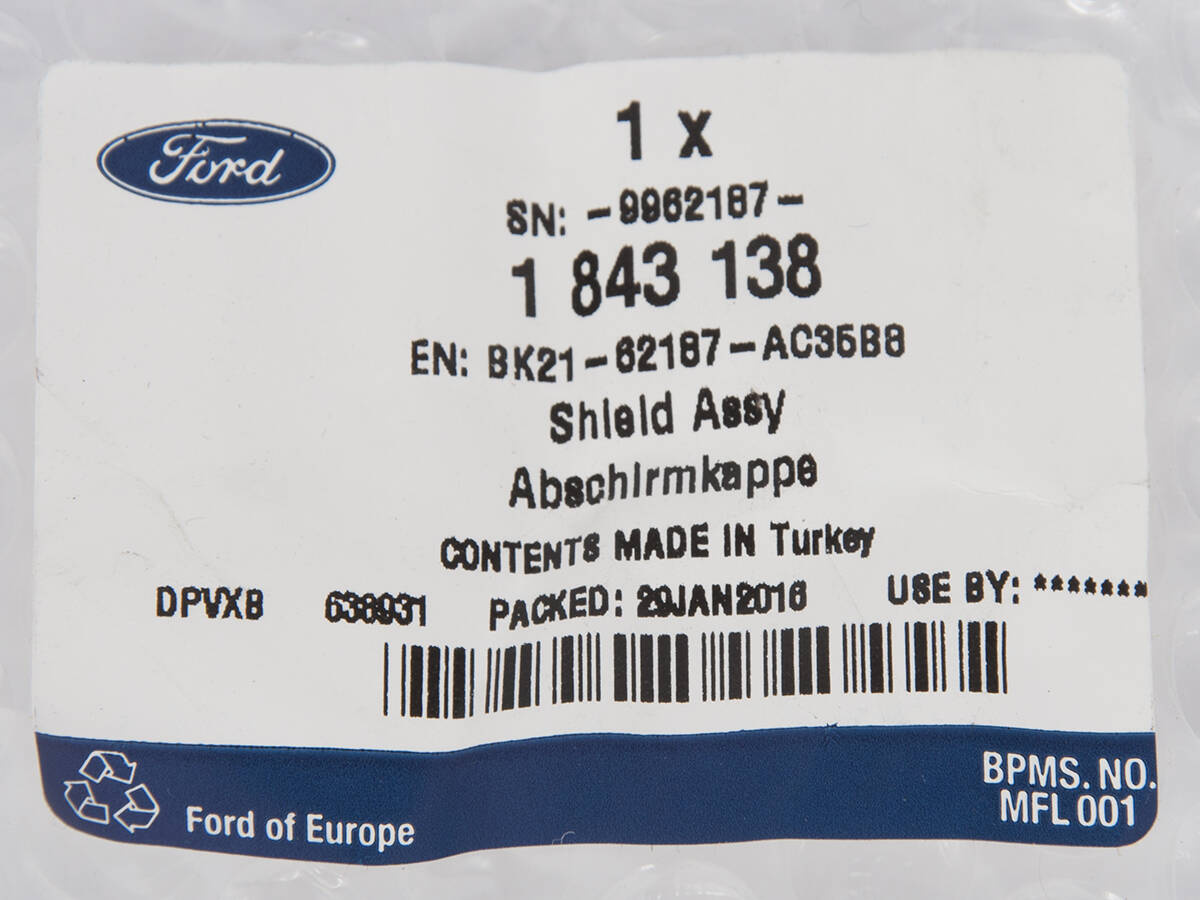 Ford
1 x
SN: -9962187-
1 843 138
EN: BK21-62187-AC35B8
Shield Assy
Abschirmkappe
CONTENTS MADE IN Turkey
DPVXB 638931 PACKED: 29JAN2016 USE BY: *******
Ford of Europe
BPMS. NO.
MFL 001